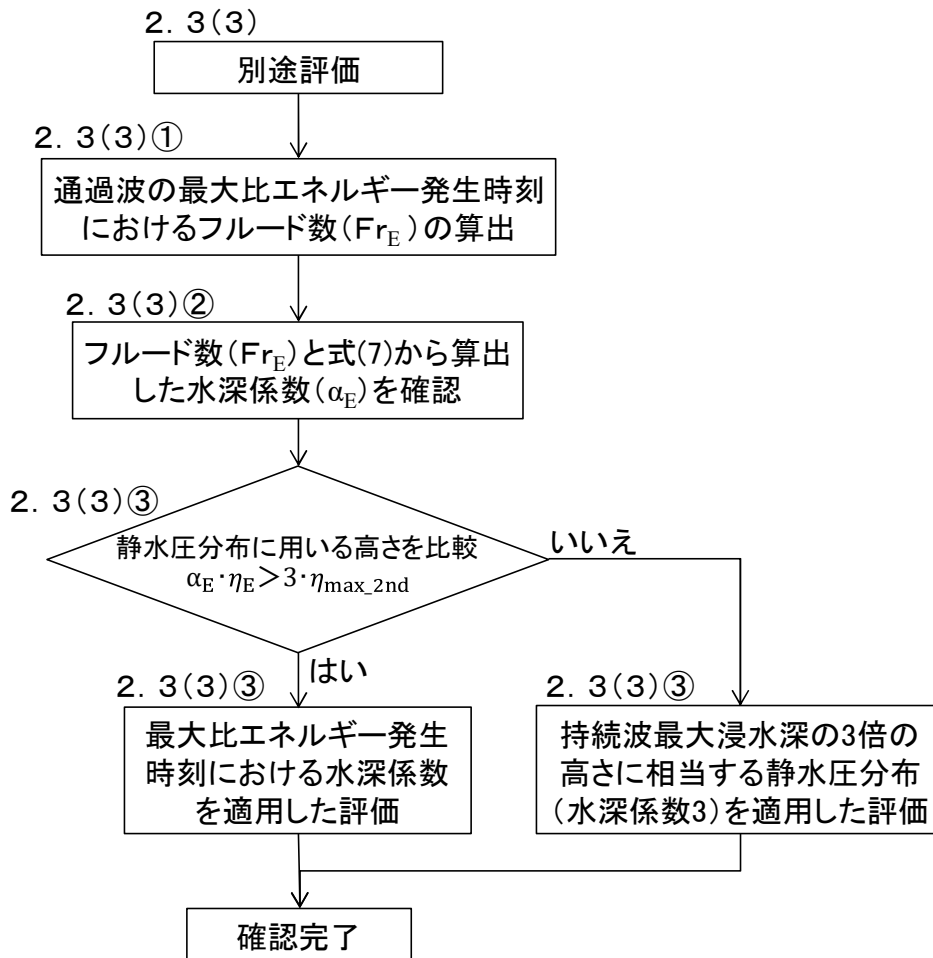 2．3（3）
別途評価
2．3（3）①
通過波の最大比エネルギー発生時刻
におけるフルード数（Fr_E）の算出
2．3（3）②
フルード数（Fr_E）と式(7)から算出
した水深係数（α_E）を確認
2．3（3）③
静水圧分布に用いる高さを比較
α_E·η_E＞3·η_max_2nd
いいえ
はい
2．3（3）③
最大比エネルギー発生
時刻における水深係数
を適用した評価
2．3（3）③
持続波最大浸水深の3倍の
高さに相当する静水圧分布
（水深係数3）を適用した評価
確認完了